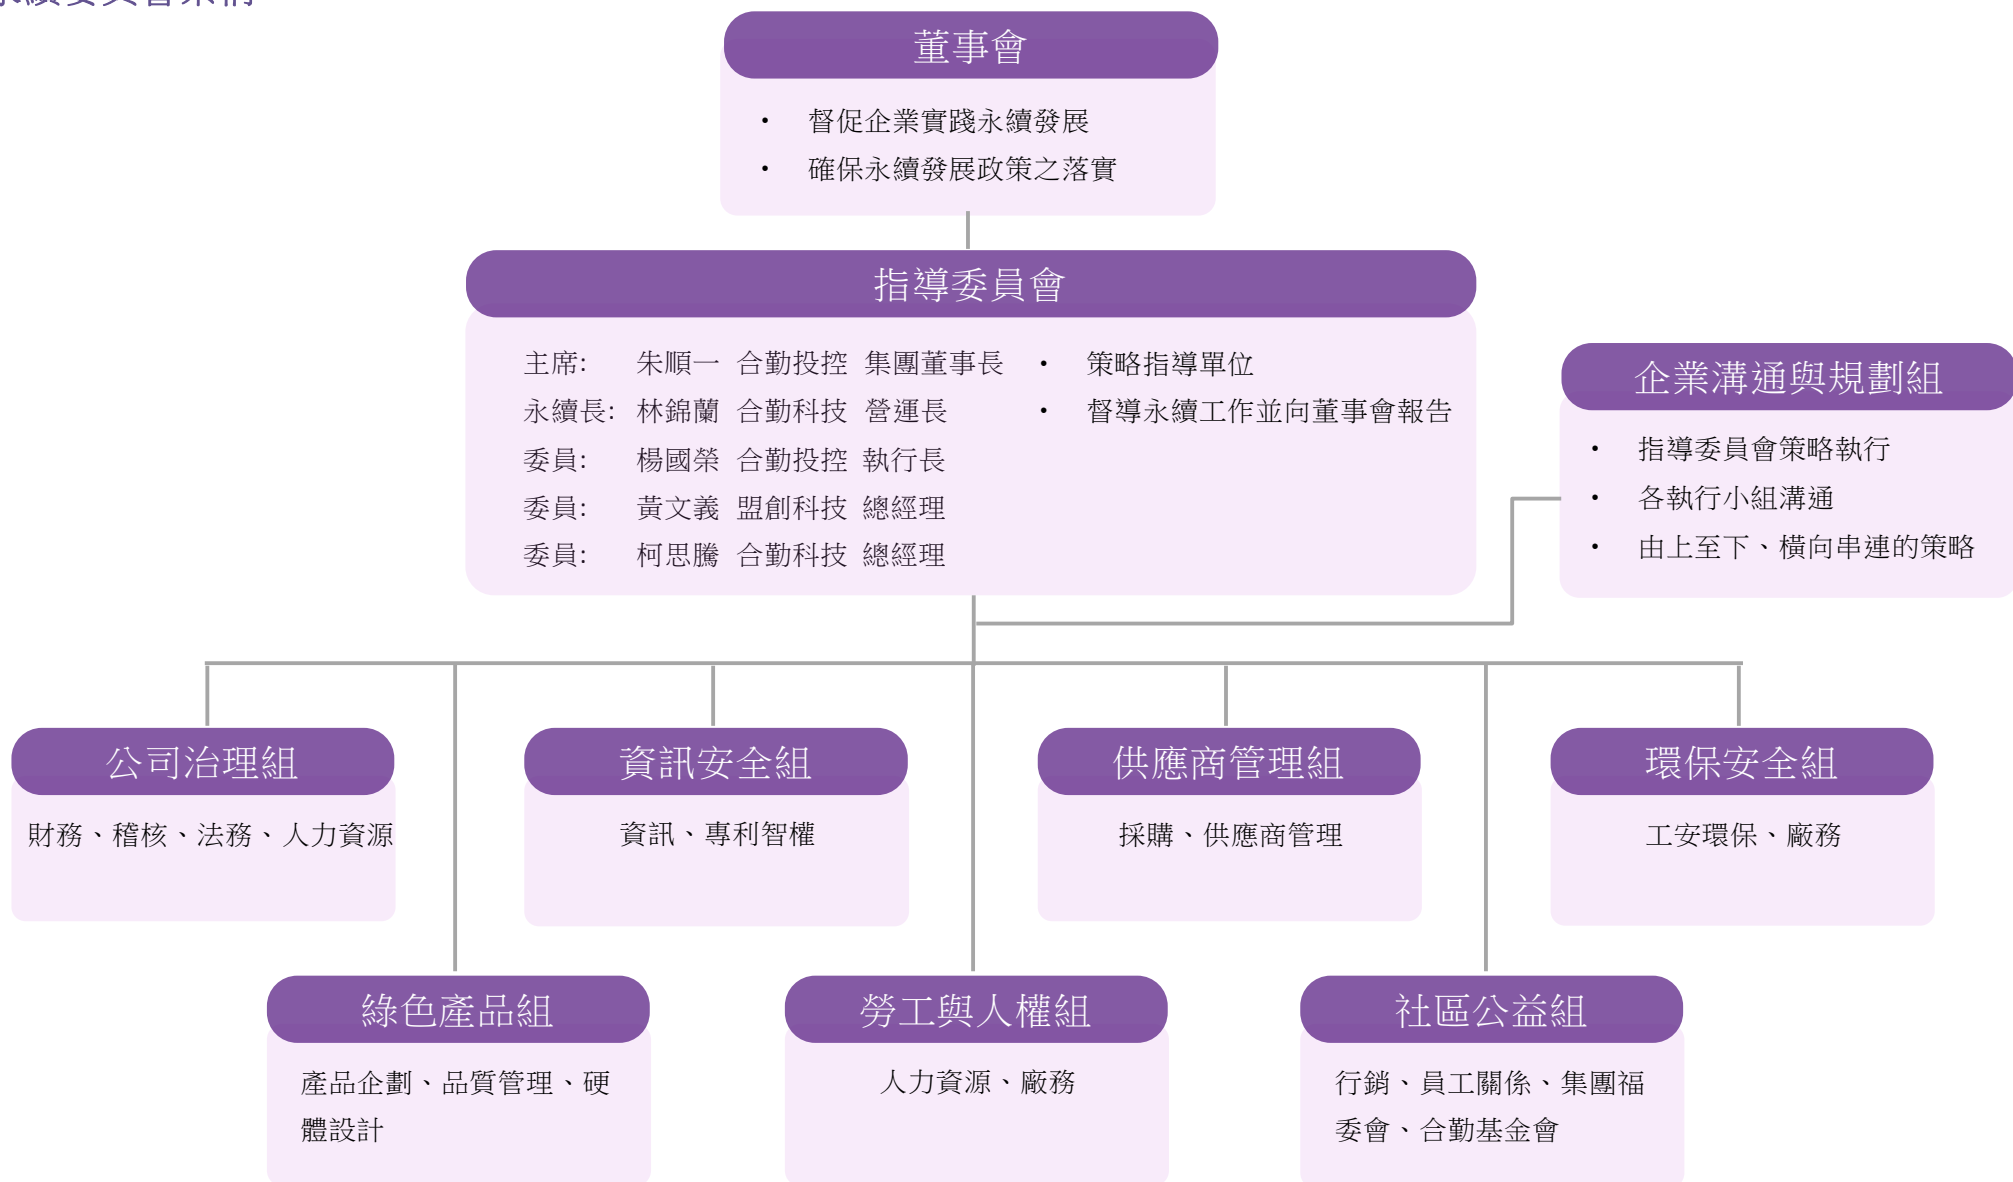 董事會
• 督促企業實踐永續發展
• 確保永續發展政策之落實
指導委員會
主席: 朱順一 合勤投控 集團董事長
永續長: 林錦蘭 合勤科技 營運長
委員: 楊國榮 合勤投控 執行長
委員: 黃文義 盟創科技 總經理
委員: 柯思騰 合勤科技 總經理
• 策略指導單位
• 督導永續工作並向董事會報告
企業溝通與規劃組
• 指導委員會策略執行
• 各執行小組溝通
• 由上至下、橫向串連的策略
公司治理組
財務、稽核、法務、人力資源
資訊安全組
資訊、專利智權
供應商管理組
採購、供應商管理
環保安全組
工安環保、廠務
綠色產品組
產品企劃、品質管理、硬
體設計
勞工與人權組
人力資源、廠務
社區公益組
行銷、員工關係、集團福
委會、合勤基金會